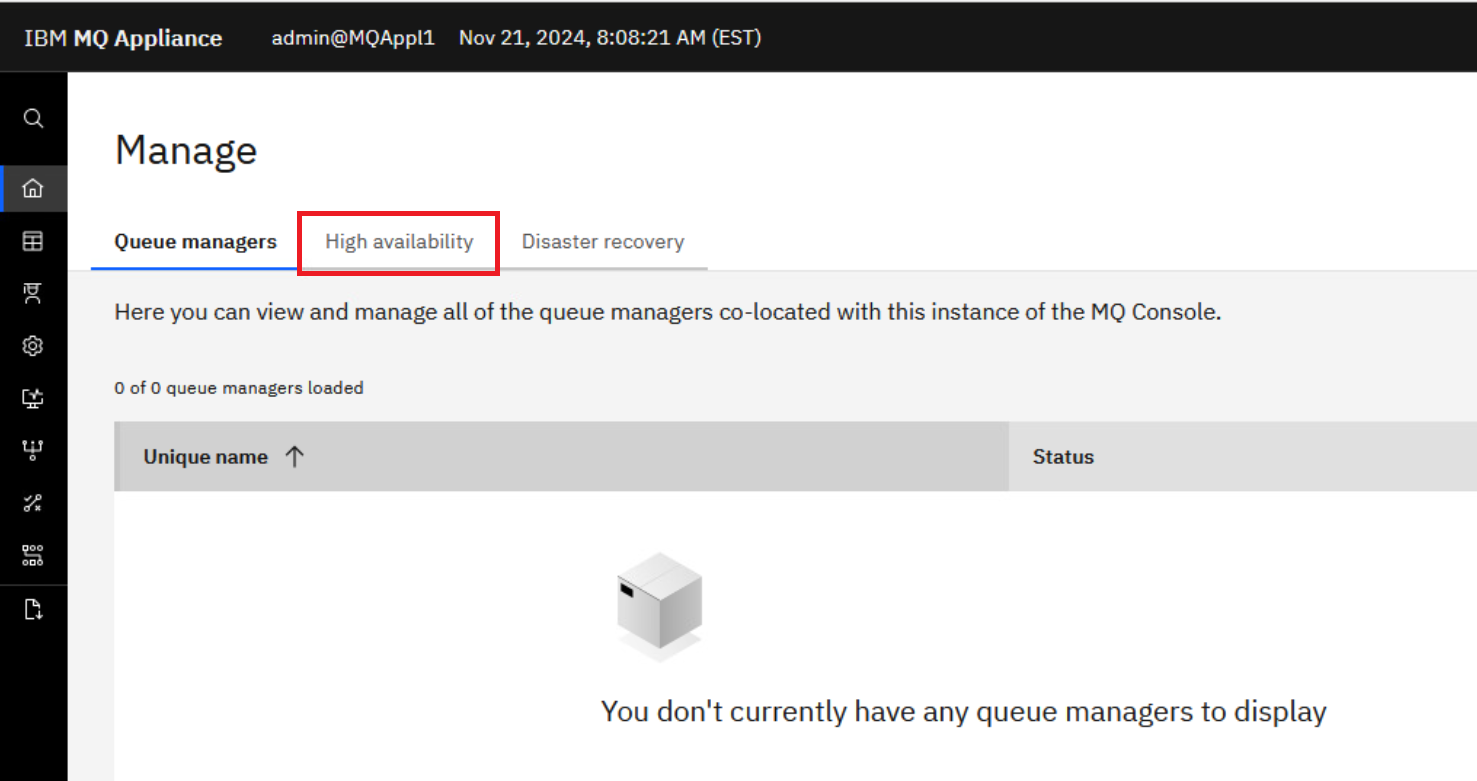 IBM MQ Appliance admin@MQAppl1 Nov 21, 2024, 8:08:21 AM (EST)
Manage
Queue managers High availability Disaster recovery
Here you can view and manage all of the queue managers co-located with this instance of the MQ Console.
0 of 0 queue managers loaded
Unique name Status
You don't currently have any queue managers to display